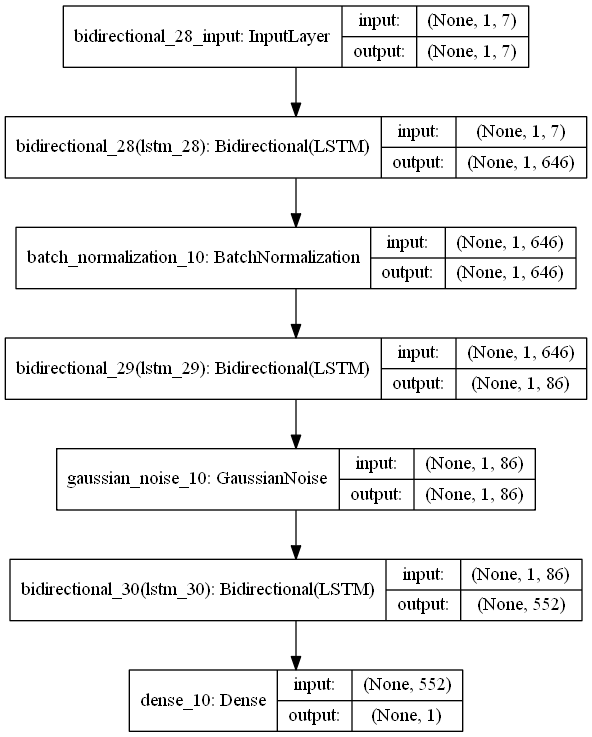 bidirectional_28_input: InputLayer
input: (None, 1, 7)
output: (None, 1, 7)
bidirectional_28(lstm_28): Bidirectional(LSTM)
input: (None, 1, 7)
output: (None, 1, 646)
batch_normalization_10: BatchNormalization
input: (None, 1, 646)
output: (None, 1, 646)
bidirectional_29(lstm_29): Bidirectional(LSTM)
input: (None, 1, 646)
output: (None, 1, 86)
gaussian_noise_10: GaussianNoise
input: (None, 1, 86)
output: (None, 1, 86)
bidirectional_30(lstm_30): Bidirectional(LSTM)
input: (None, 1, 86)
output: (None, 552)
dense_10: Dense
input: (None, 552)
output: (None, 1)